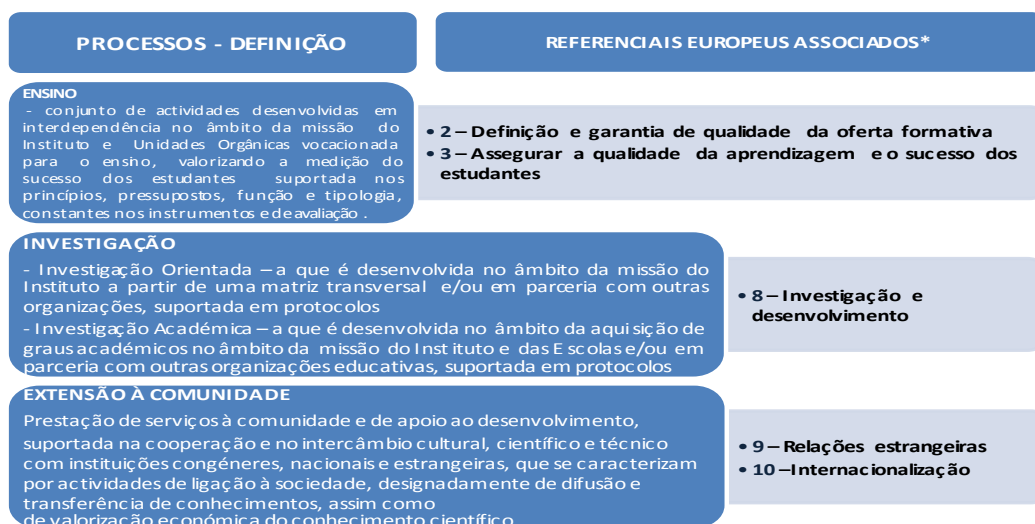 PROCESSOS - DEFINIÇÃO
REFERENCIAIS EUROPEUS ASSOCIADOS*
ENSINO
- conjunto de actividades desenvolvidas em
interdependência no âmbito da missão do
Instituto e Unidades Orgânicas vocacionada
para o ensino, valorizando a medição do
sucesso dos estudantes suportada nos
princípios, pressupostos, função e tipologia,
constantes nos instrumentos e de avaliação .
• 2 – Definição e garantia de qualidade da oferta formativa
• 3 – Assegurar a qualidade da aprendizagem e o sucesso dos
estudantes
INVESTIGAÇÃO
- Investigação Orientada – a que é desenvolvida no âmbito da missão do
Instituto a partir de uma matriz transversal e/ou em parceria com outras
organizações, suportada em protocolos
- Investigação Académica – a que é desenvolvida no âmbito da aquisição de
graus académicos no âmbito da missão do Instituto e das Escolas e/ou em
parceria com outras organizações educativas, suportada em protocolos
• 8 – Investigação e
desenvolvimento
EXTENSÃO À COMUNIDADE
Prestação de serviços à comunidade e de apoio ao desenvolvimento,
suportada na cooperação e no intercâmbio cultural, científico e técnico
com instituições congéneres, nacionais e estrangeiras, que se caracterizam
por actividades de ligação à sociedade, designadamente de difusão e
transferência de conhecimentos, assim como
de valorização económica do conhecimento científico
• 9 – Relações estrangeiras
• 10 – Internacionalização